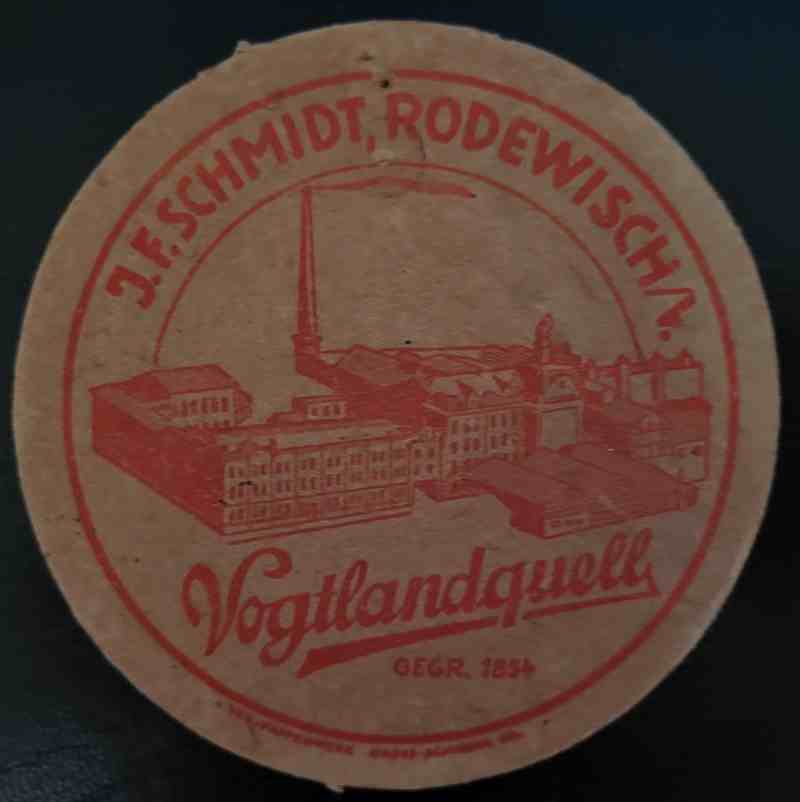 J.F. SCHMIDT, RODEWISCH/V.
Vogtlandquell
GEGR. 1854